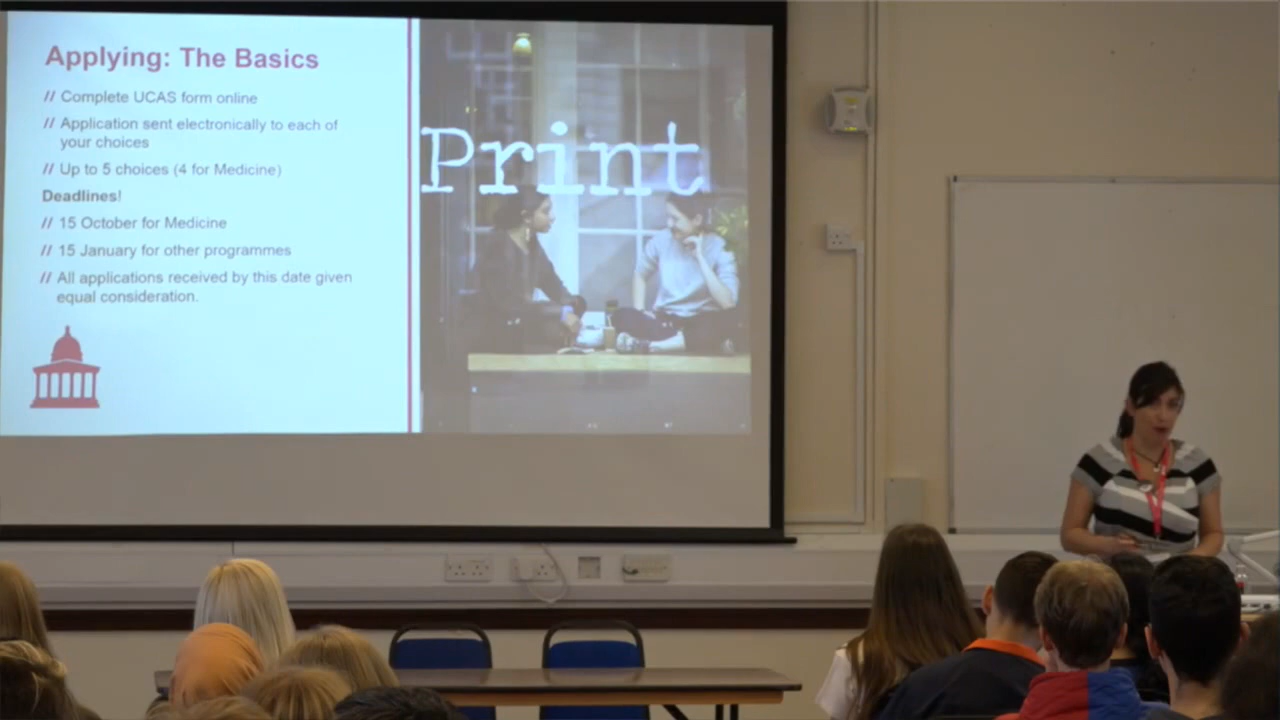 Applying: The Basics
// Complete UCAS form online
// Application sent electronically to each of
your choices
// Up to 5 choices (4 for Medicine)
Deadlines!
// 15 October for Medicine
// 15 January for other programmes
// All applications received by this date given
equal consideration.
Print